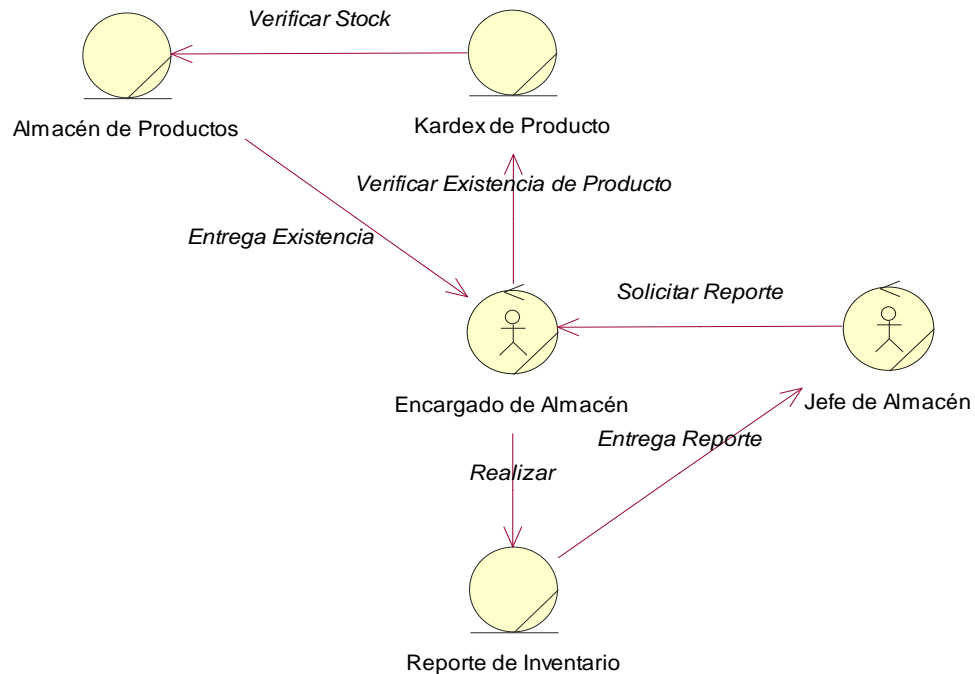 Verificar Stock
Almacén de Productos
Kardex de Producto
Verificar Existencia de Producto
Entrega Existencia
Solicitar Reporte
Encargado de Almacén
Jefe de Almacén
Entrega Reporte
Realizar
Reporte de Inventario